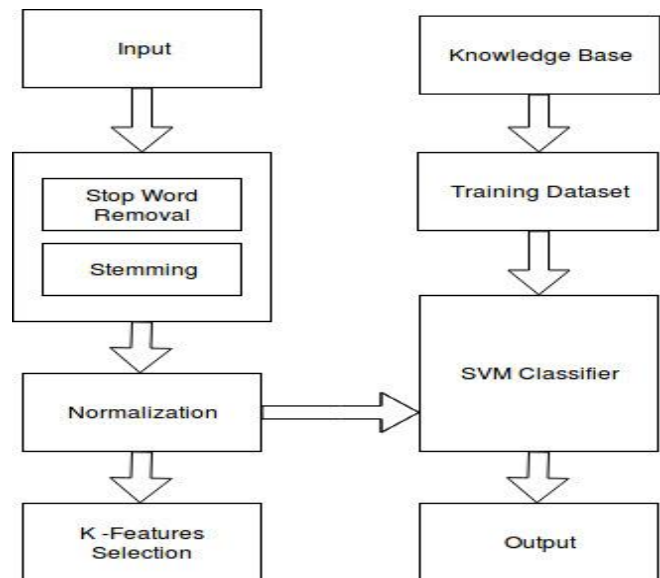 Input
Stop Word
Removal
Stemming
Normalization
K -Features
Selection
Knowledge Base
Training Dataset
SVM Classifier
Output